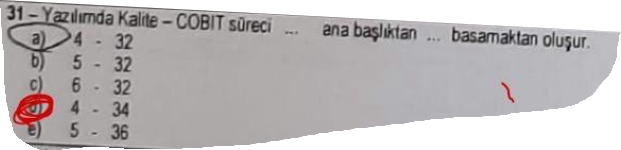 31 – Yazılımda Kalite – COBIT süreci ... ana başlıktan ... basamaktan oluşur.
a) 4 - 32
b) 5 - 32
c) 6 - 32
d) 4 - 34
e) 5 - 36